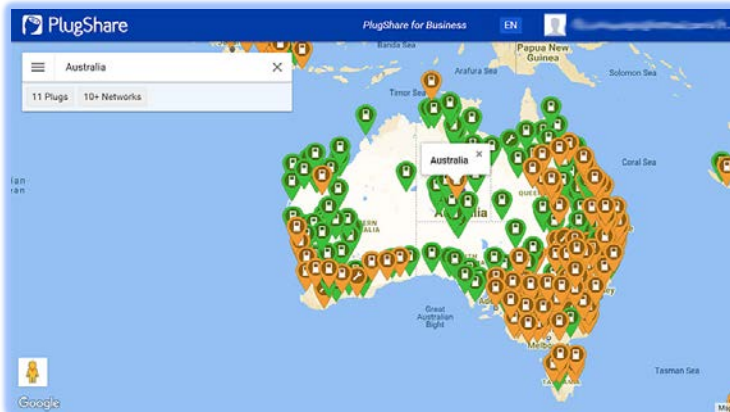 PlugShare
PlugShare for Business
EN
Australia
11 Plugs
10+ Networks
Banda Sea
Papua New
Guinea
Arafura Sea
Solomon Sea
Timor Sea
Coral Sea
Australia
Great
Australian
Bight
Tasman Sea
Google